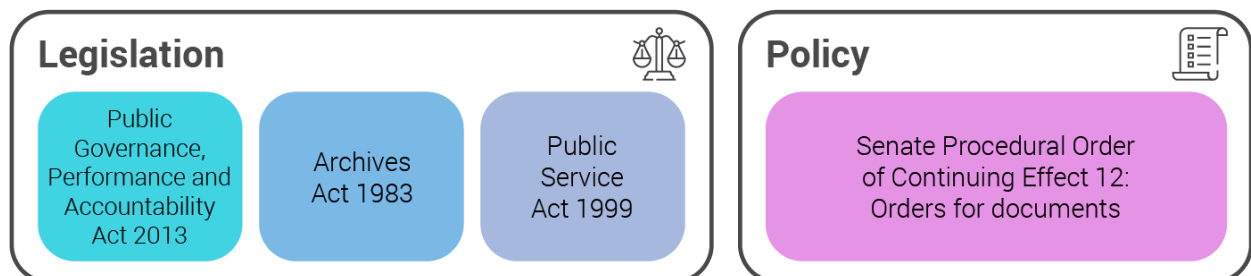 Legislation
Public
Governance,
Performance and
Accountability
Act 2013
Archives
Act 1983
Public
Service
Act 1999
Policy
Senate Procedural Order
of Continuing Effect 12:
Orders for documents